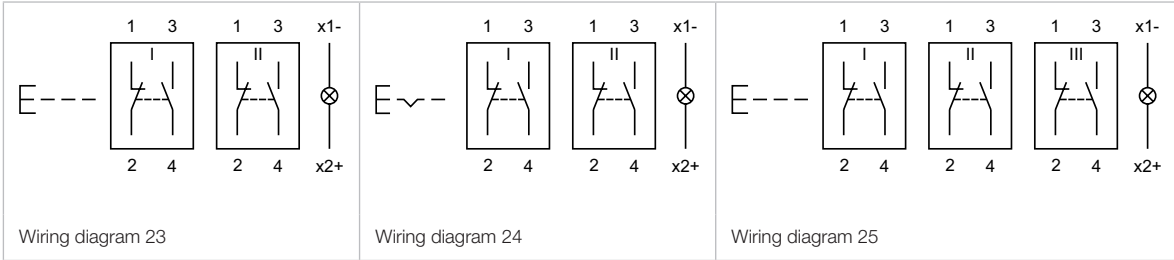 1 3 1 3 x1-
I II
2 4 2 4 x2+
Wiring diagram 23
1 3 1 3 x1-
I II
2 4 2 4 x2+
Wiring diagram 24
1 3 1 3 1 3 x1-
I II III
2 4 2 4 2 4 x2+
Wiring diagram 25